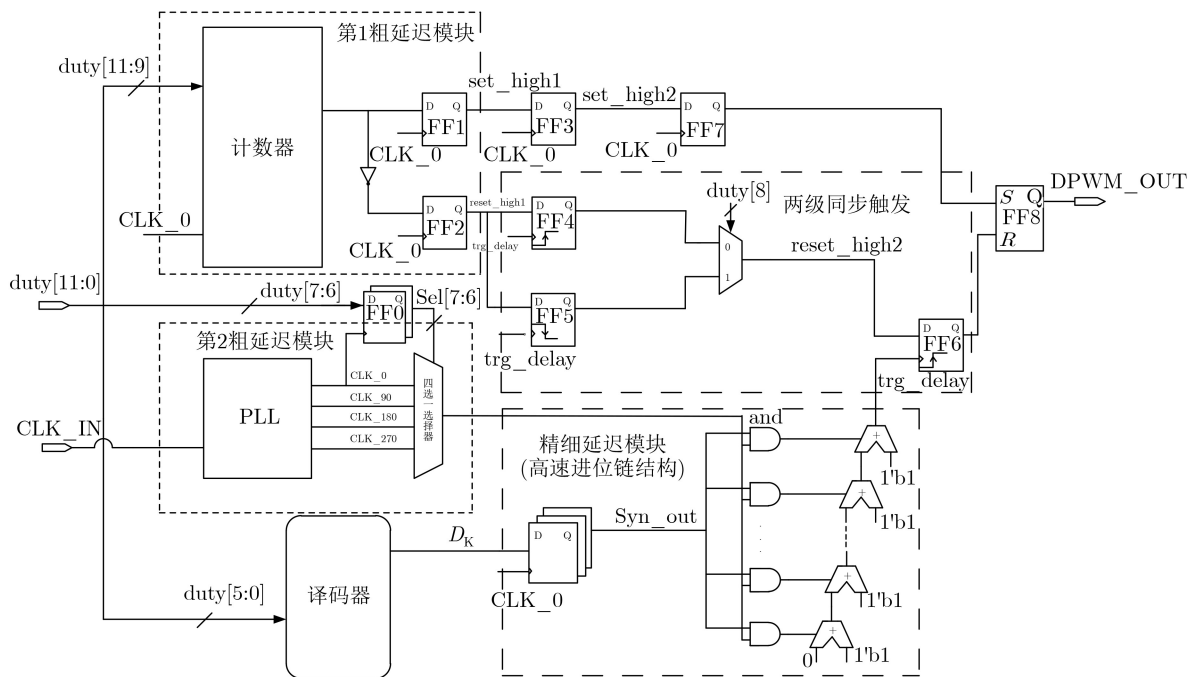 第1粗延迟模块
duty[11:9]
计数器
CLK_0
D Q
FF1
CLK_0
set_high1
D Q
FF3
CLK_0
set_high2
D Q
FF7
CLK_0
D Q
FF2
CLK_0
reset_high1
trg_delay
D Q
FF4
duty[8]
两级同步触发
0
1
reset_high2
S Q
FF8
R
DPWM_OUT
duty[11:0]
duty[7:6]
D Q
FF0
Sel[7:6]
D Q
FF5
trg_delay
D Q
FF6
trg_delay
第2粗延迟模块
PLL
CLK_0
CLK_90
CLK_180
CLK_270
四选一选择器
CLK_IN
精细延迟模块
(高速进位链结构)
and
+
1'b1
+
1'b1
Syn_out
D Q
CLK_0
DK
译码器
duty[5:0]
+
1'b1
+
0
1'b1